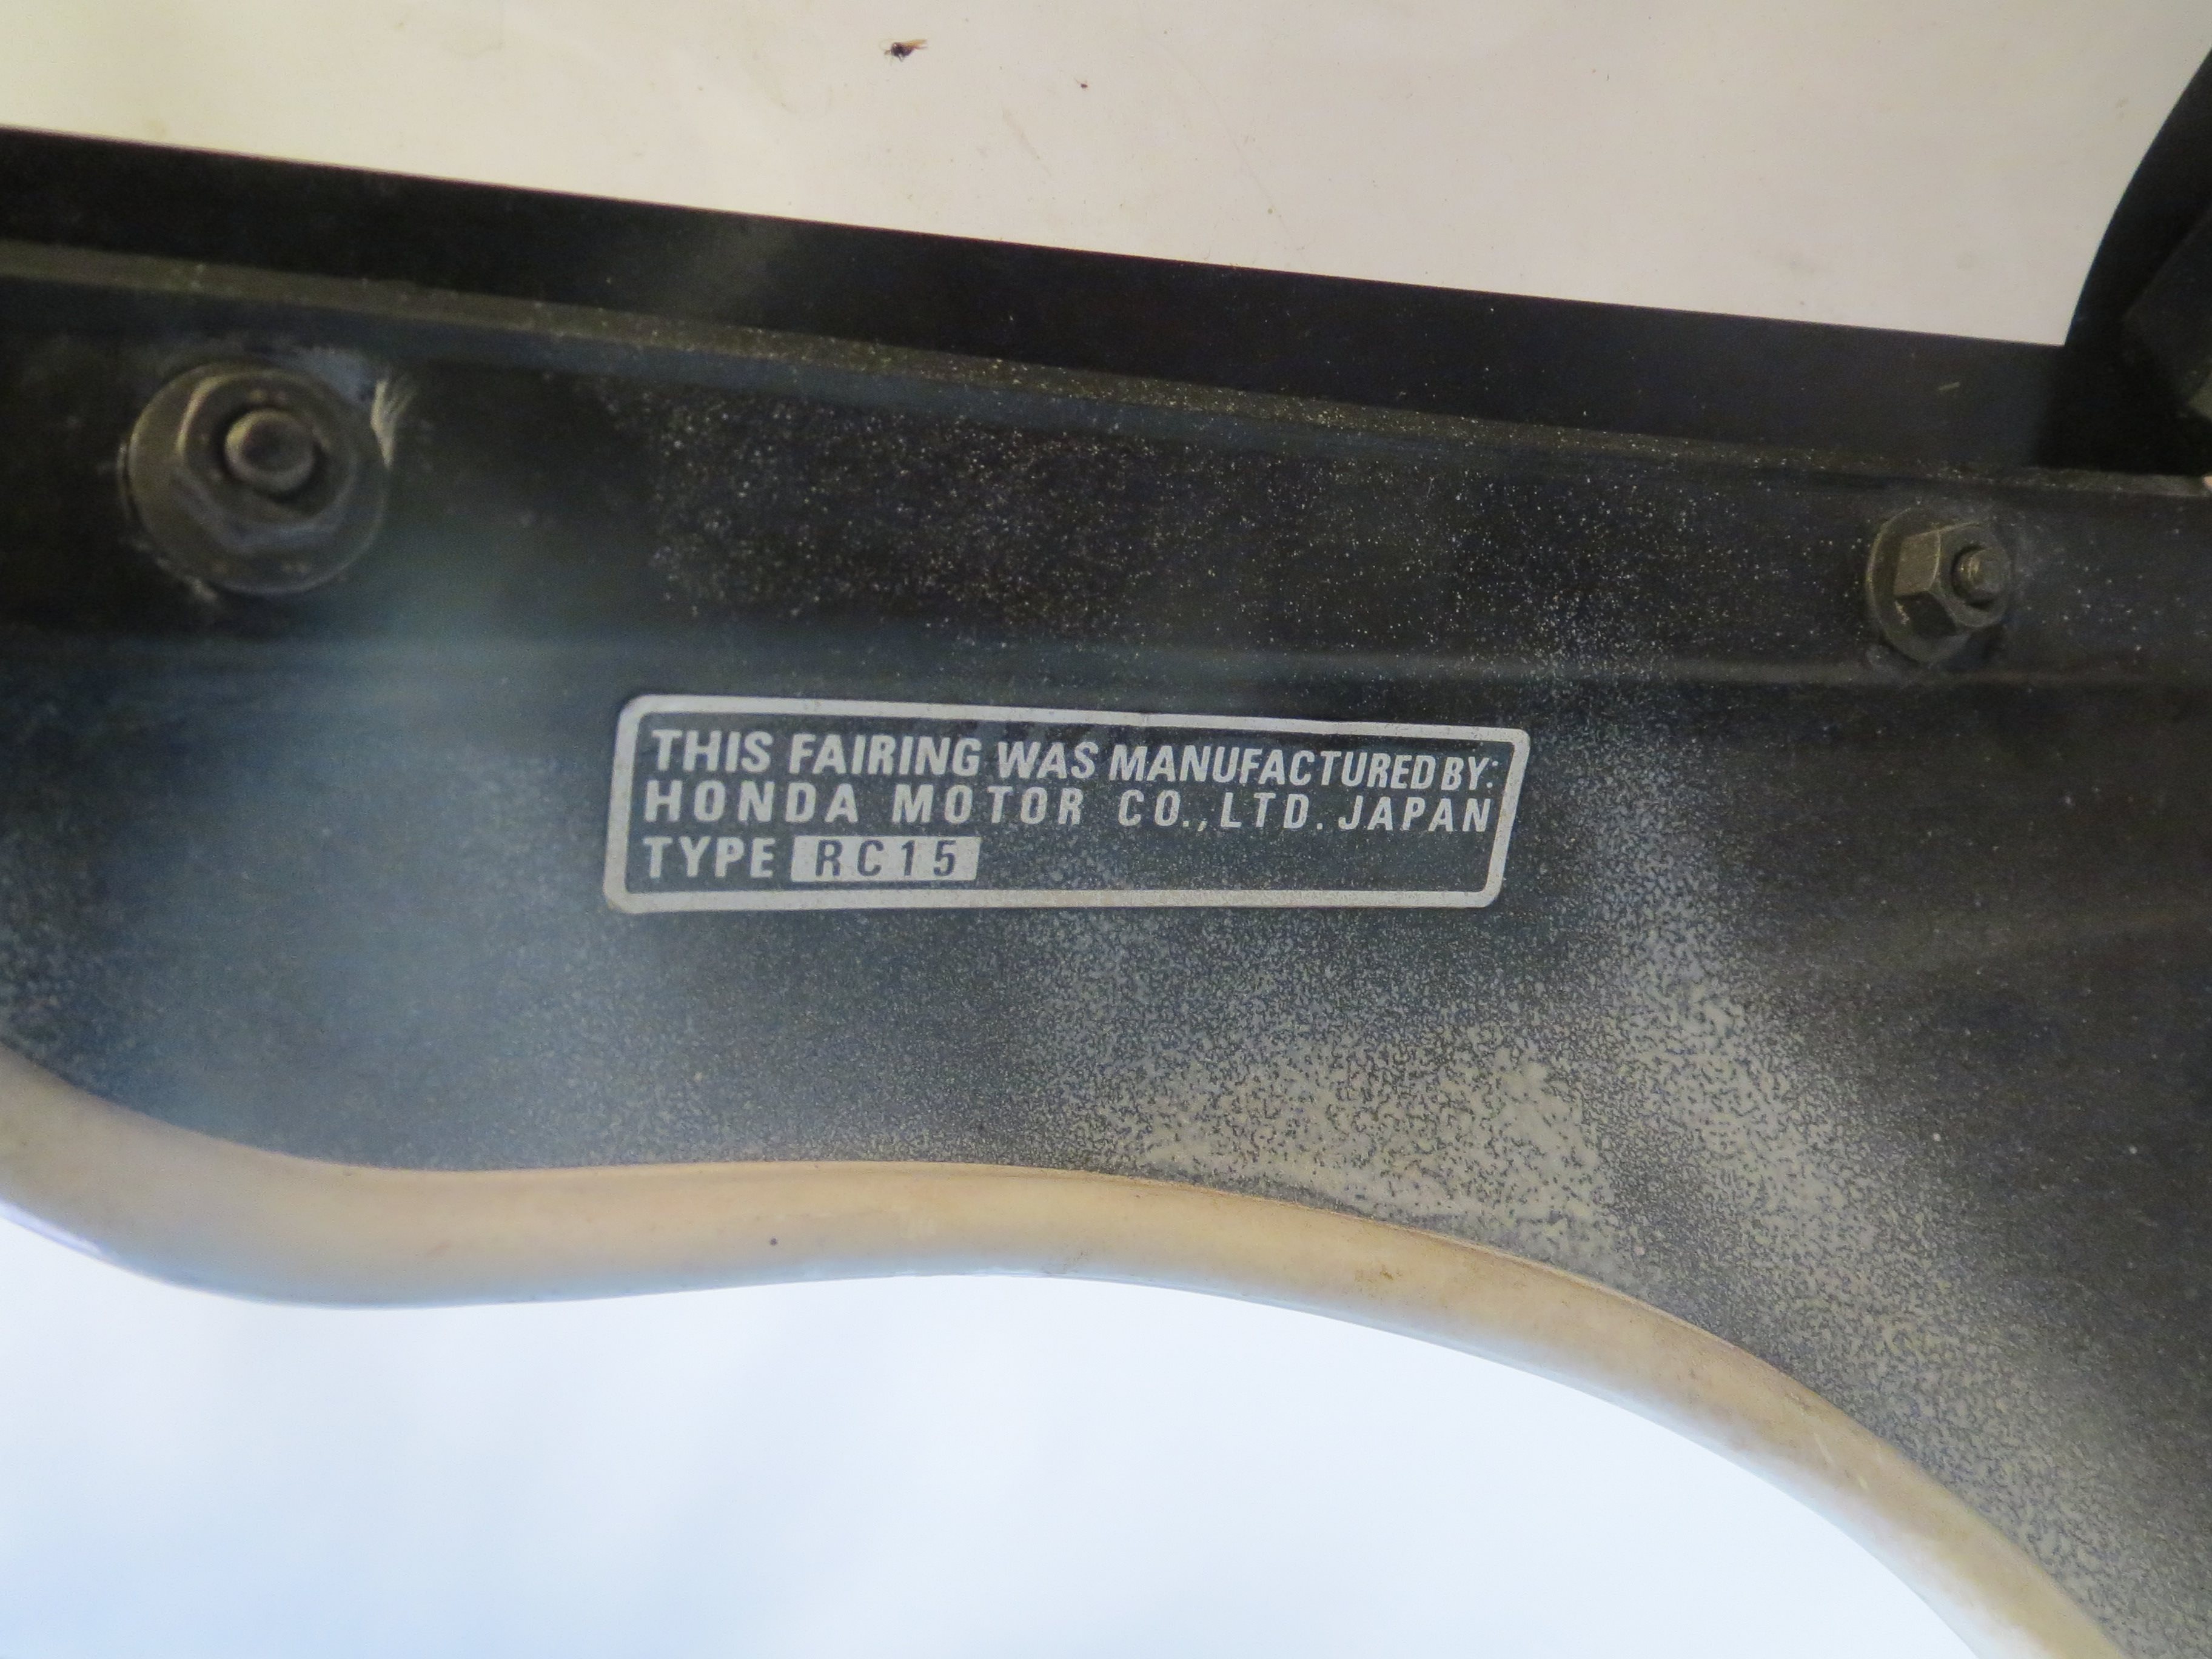 THIS FAIRING WAS MANUFACTURED BY:
HONDA MOTOR CO.,LTD. JAPAN
TYPE RC15